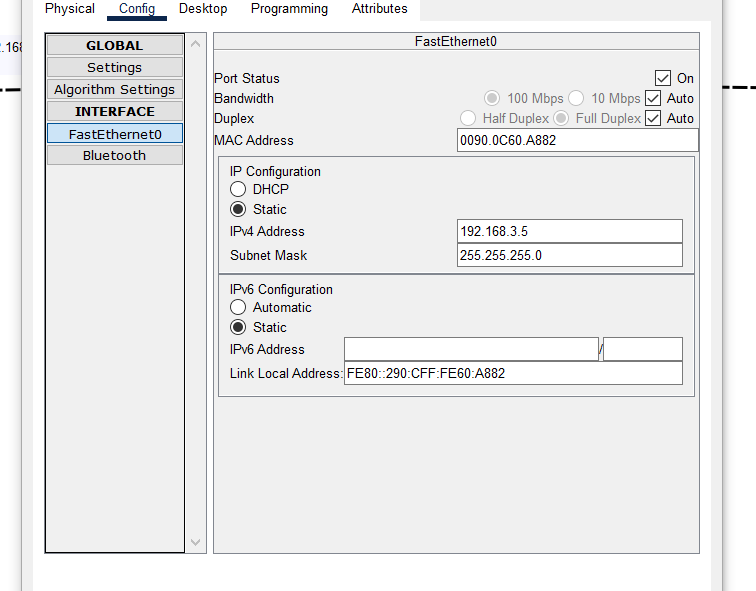 Physical Config Desktop Programming Attributes
GLOBAL
Settings
Algorithm Settings
INTERFACE
FastEthernet0
Bluetooth
FastEthernet0
Port Status On
Bandwidth 100 Mbps 10 Mbps Auto
Duplex Half Duplex Full Duplex Auto
MAC Address 0090.0C60.A882
IP Configuration
DHCP
Static
IPv4 Address 192.168.3.5
Subnet Mask 255.255.255.0
IPv6 Configuration
Automatic
Static
IPv6 Address /
Link Local Address: FE80::290:CFF:FE60:A882